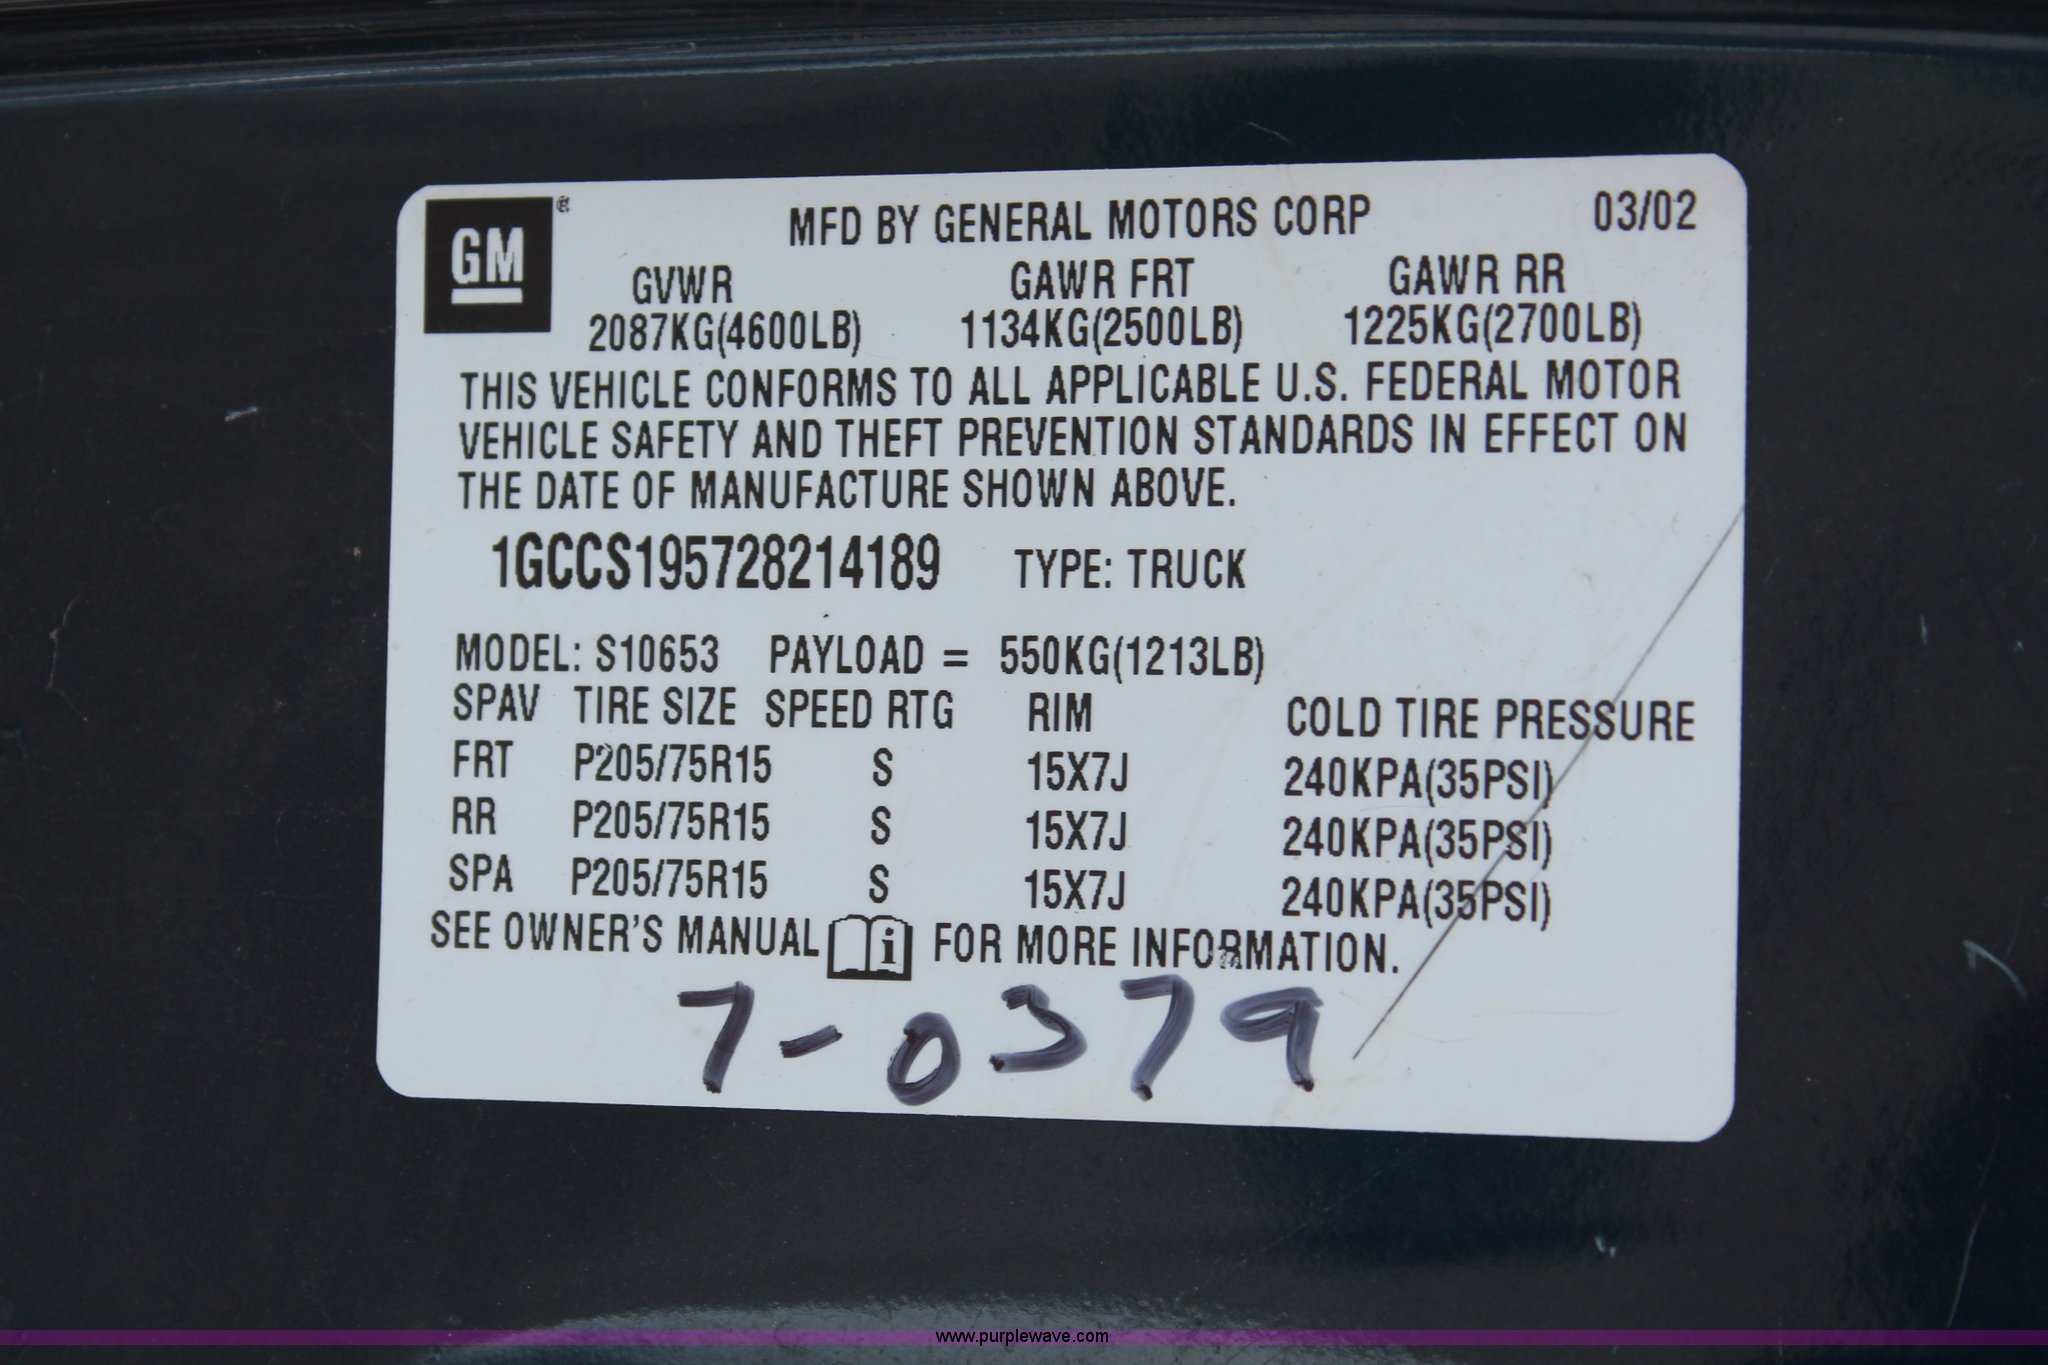 GM ® MFD BY GENERAL MOTORS CORP 03/02
GVWR GAWR FRT GAWR RR
2087KG(4600LB) 1134KG(2500LB) 1225KG(2700LB)
THIS VEHICLE CONFORMS TO ALL APPLICABLE U.S. FEDERAL MOTOR
VEHICLE SAFETY AND THEFT PREVENTION STANDARDS IN EFFECT ON
THE DATE OF MANUFACTURE SHOWN ABOVE.
1GCCS195728214189 TYPE: TRUCK
MODEL: S10653 PAYLOAD = 550KG(1213LB)
SPAV TIRE SIZE SPEED RTG RIM COLD TIRE PRESSURE
FRT P205/75R15 S 15X7J 240KPA(35PSI)
RR P205/75R15 S 15X7J 240KPA(35PSI)
SPA P205/75R15 S 15X7J 240KPA(35PSI)
SEE OWNER'S MANUAL i FOR MORE INFORMATION.
7-0379
www.purplewave.com